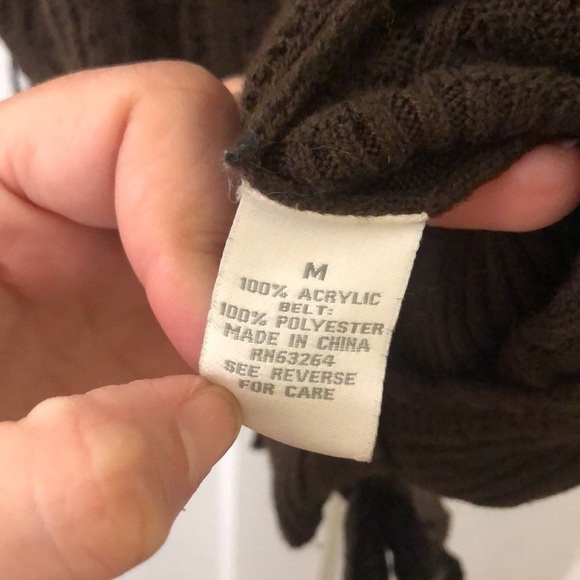 M
100% ACRYLIC
BELT:
100% POLYESTER
MADE IN CHINA
RN63264
SEE REVERSE
FOR CARE